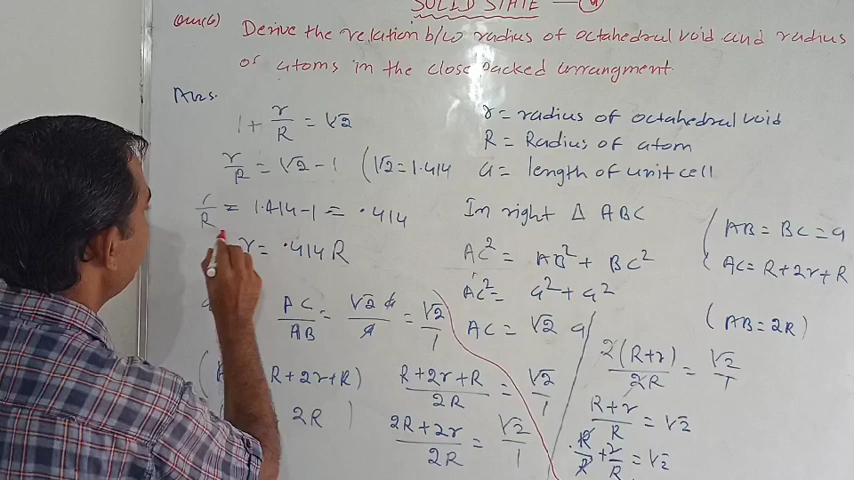 SOLID STATE
Qus(6) Derive the relation b/w radius of octahedral void and radius
of atoms in the close packed arrangment.
Ans.
1 + r/R = √2
r/R = √2 - 1 (√2 = 1.414
r/R = 1.414 - 1 = .414
r = .414 R
r = radius of octahedral void
R = Radius of atom
a = length of unit cell
In right Δ ABC
AC² = AB² + BC²
AC² = a² + a²
AC = √2 a
( AB = BC = a
( AC = R + 2r + R
( AB = 2R )
AC/AB = √2 a/a = √2/1
R + 2r + R )
2R )
(R + 2r + R)/2R = √2/1
(2R + 2r)/2R = √2/1
2(R + r)/2R = √2/1
(R + r)/R = √2
R/R + r/R = √2